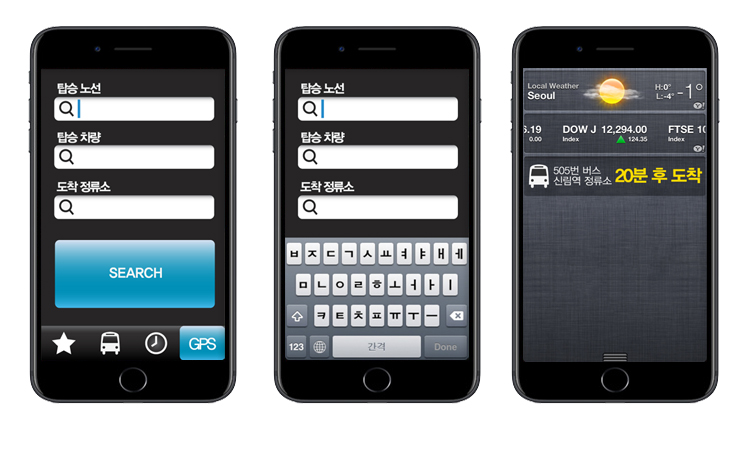 탑승 노선
탑승 차량
도착 정류소
SEARCH
GPS
탑승 노선
탑승 차량
도착 정류소
ㅂ ㅈ ㄷ ㄱ ㅅ ㅛ ㅕ ㅑ ㅐ ㅔ
ㅁ ㄴ ㅇ ㄹ ㅎ ㅗ ㅓ ㅏ ㅣ
ㅋ ㅌ ㅊ ㅍ ㅠ ㅜ ㅡ
123 간격 Done
Local Weather
Seoul
H:0°
L:-4°
-1°
Y!
6.19 DOW J 12,294.00 FTSE 10
0.00 Index 124.35 Index
Y!
505번 버스
신림역 정류소
20분 후 도착